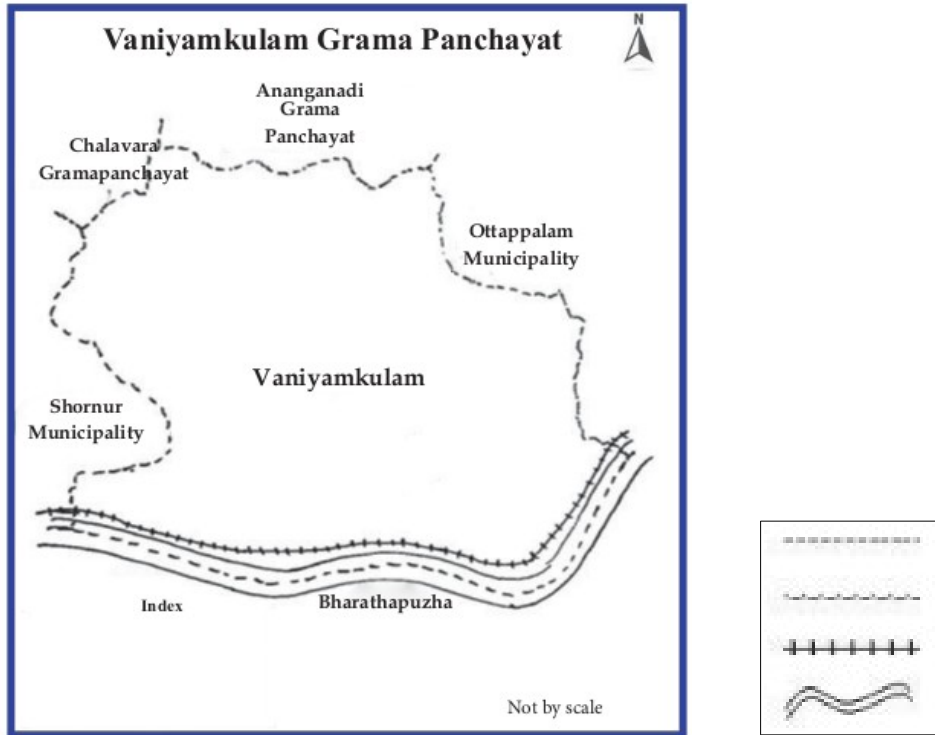 Vaniyamkulam Grama Panchayat
N
Ananganadi
Grama
Panchayat
Chalavara
Gramapanchayat
Ottappalam
Municipality
Vaniyamkulam
Shornur
Municipality
Index
Bharathapuzha
Not by scale